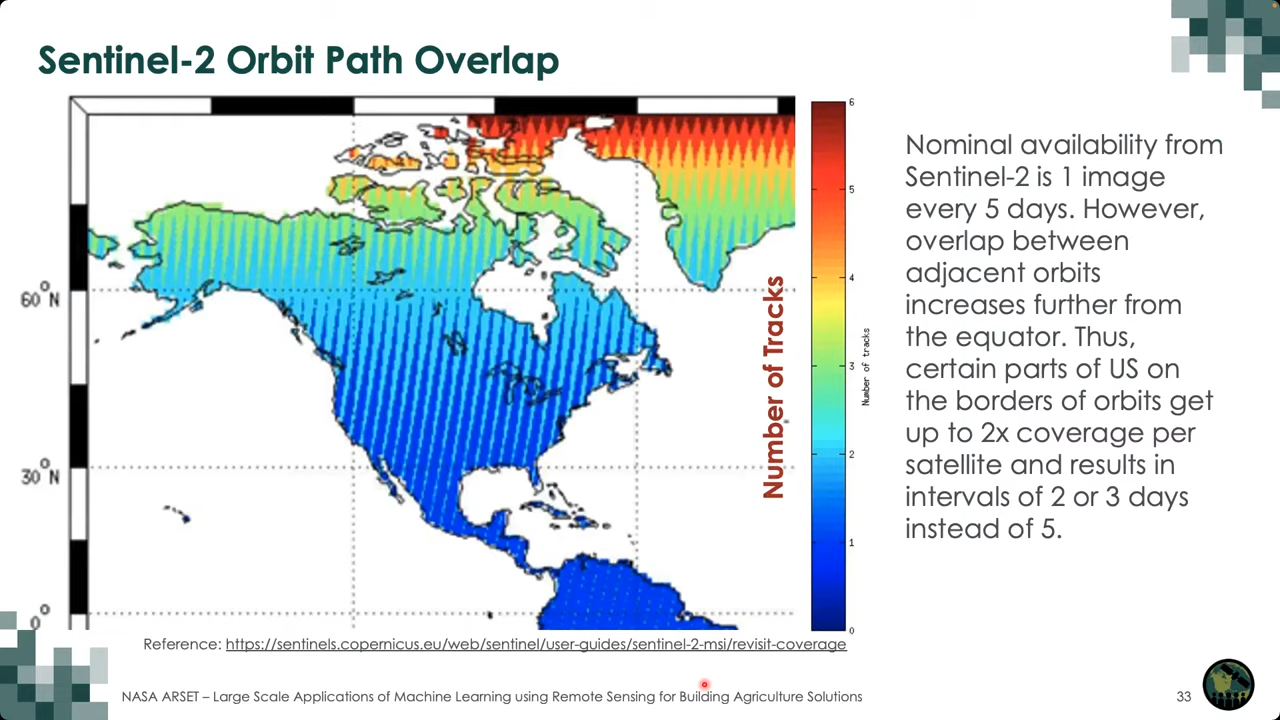 Sentinel-2 Orbit Path Overlap
60°N
30°N
0°
Number of Tracks
6
5
4
3
2
1
0
Number of tracks
Nominal availability from
Sentinel-2 is 1 image
every 5 days. However,
overlap between
adjacent orbits
increases further from
the equator. Thus,
certain parts of US on
the borders of orbits get
up to 2x coverage per
satellite and results in
intervals of 2 or 3 days
instead of 5.
Reference: https://sentinels.copernicus.eu/web/sentinel/user-guides/sentinel-2-msi/revisit-coverage
NASA ARSET – Large Scale Applications of Machine Learning using Remote Sensing for Building Agriculture Solutions
33